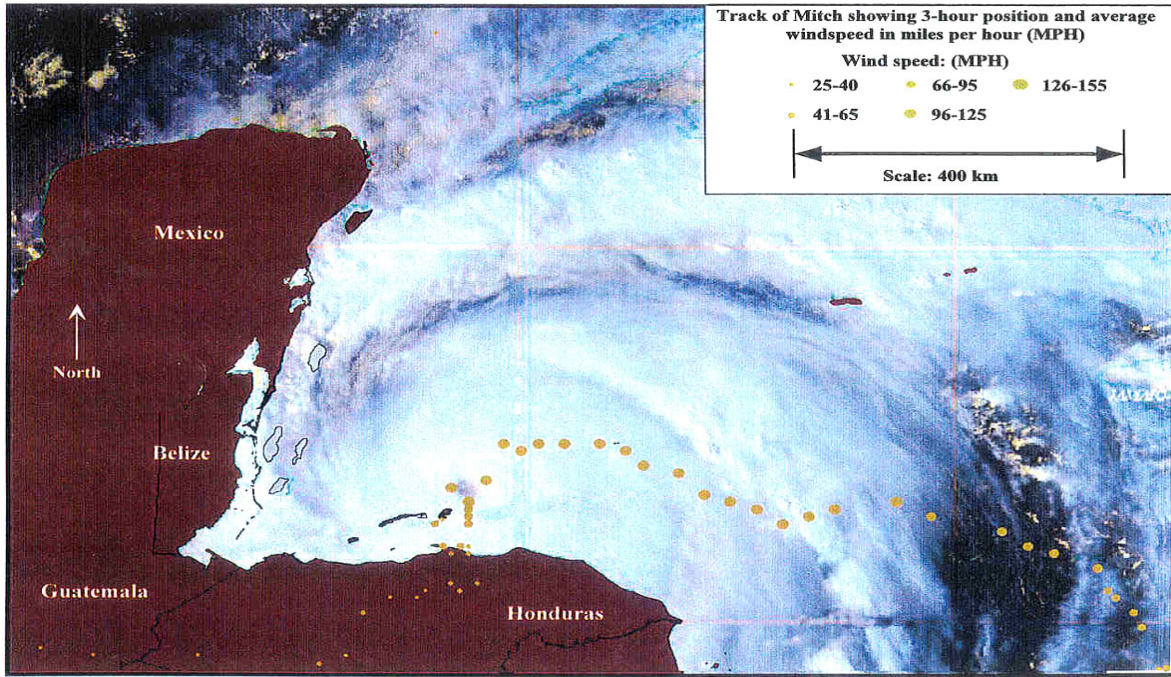 Track of Mitch showing 3-hour position and average
windspeed in miles per hour (MPH)
Wind speed: (MPH)
25-40 66-95 126-155
41-65 96-125
Scale: 400 km
Mexico
North
Belize
Guatemala
Honduras